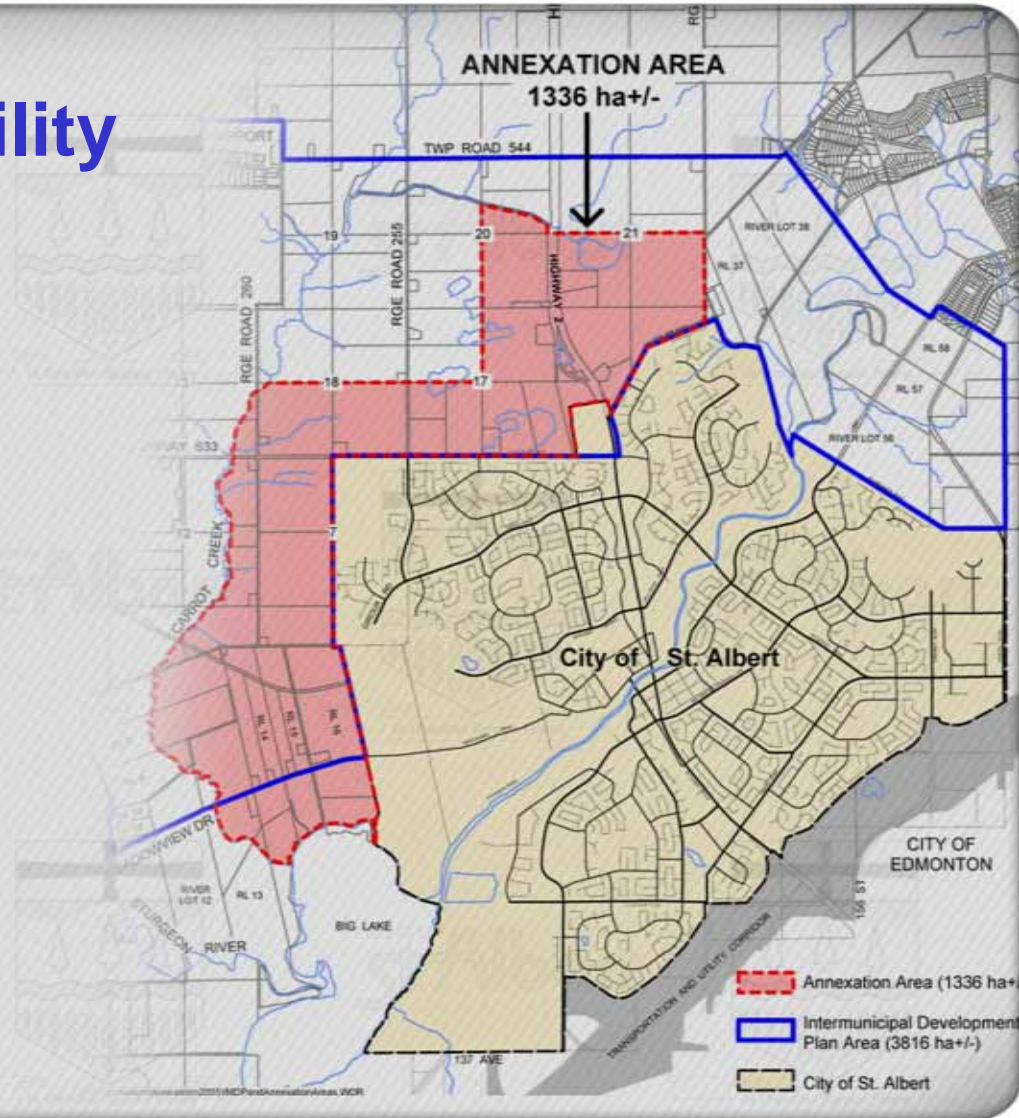 ility
ANNEXATION AREA
1336 ha+/-
TWP ROAD 544
19
20
21
RGE ROAD 255
HIGHWAY 2
RIVER LOT 38
RL 37
RGE ROAD 260
RL 58
RL 57
RIVER LOT 56
18
17
633
7
CARROT CREEK
City of St. Albert
RL 14
RL 15
RL 16
CITY OF
EDMONTON
RIVER
LOT 12
RL 13
STURGEON RIVER
BIG LAKE
156 ST
TRANSPORTATION AND UTILITY CORRIDOR
137 AVE
Annexation Area (1336 ha+/
Intermunicipal Development
Plan Area (3816 ha+/-)
City of St. Albert